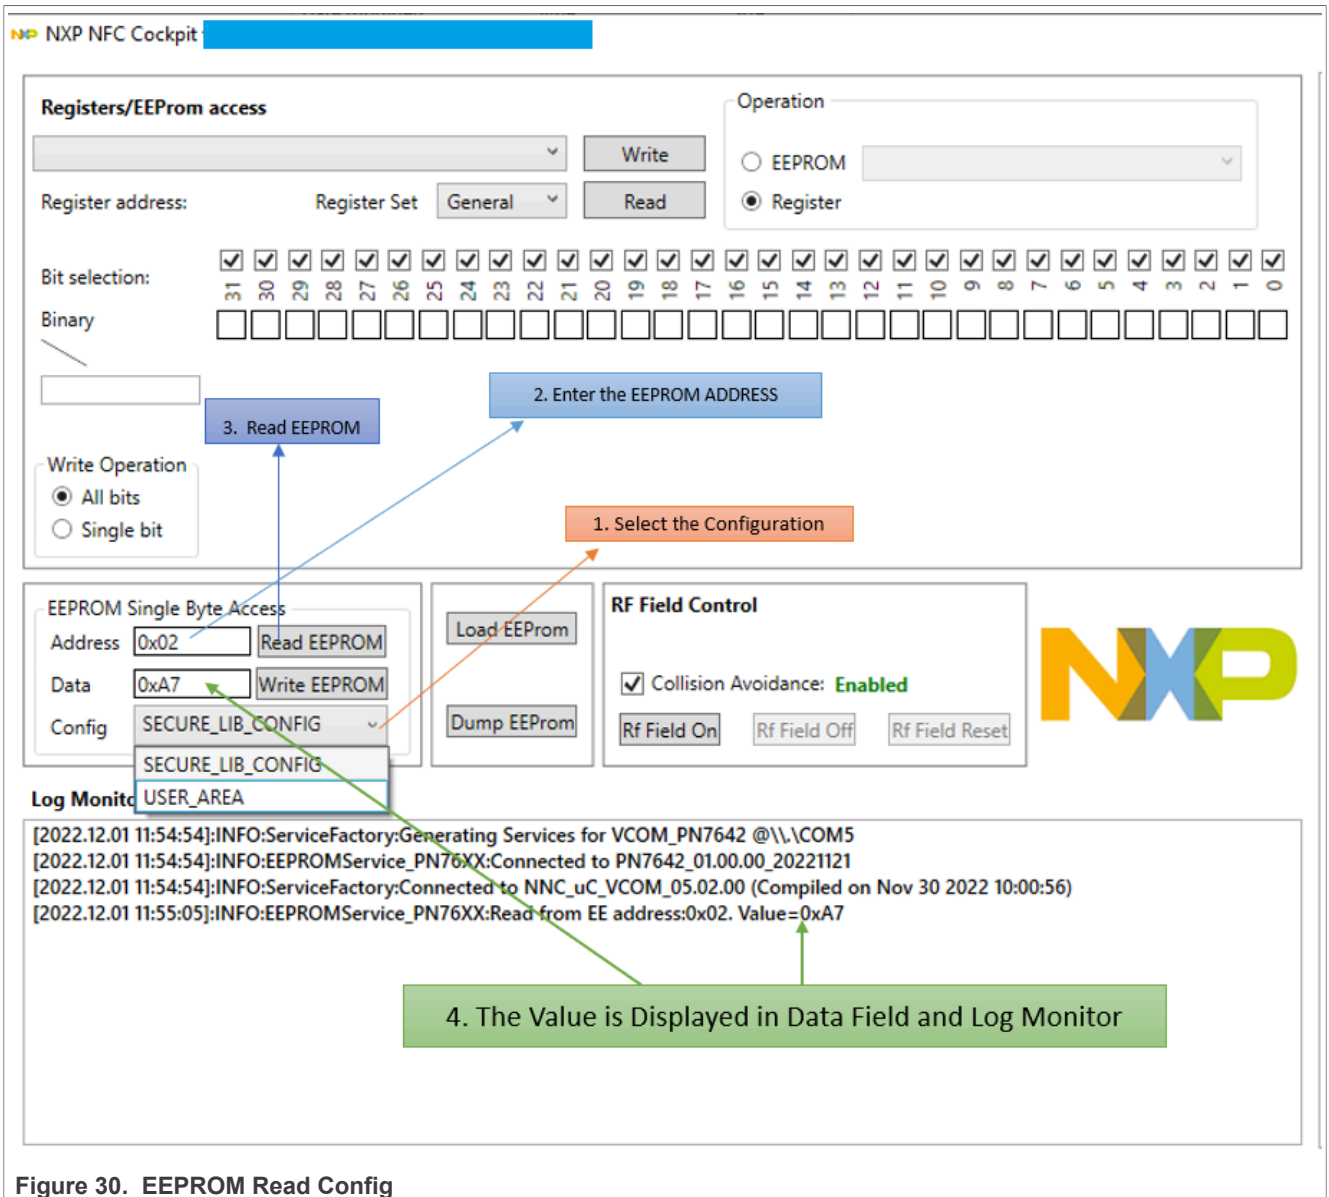 NXP NFC Cockpit
Registers/EEProm access
Operation
Write
EEPROM
Register address:
Register Set
General
Read
Register
Bit selection:
31 30 29 28 27 26 25 24 23 22 21 20 19 18 17 16 15 14 13 12 11 10 9 8 7 6 5 4 3 2 1 0
Binary
2. Enter the EEPROM ADDRESS
3. Read EEPROM
Write Operation
All bits
Single bit
1. Select the Configuration
EEPROM Single Byte Access
Address 0x02 Read EEPROM
Data 0xA7 Write EEPROM
Config SECURE_LIB_CONFIG
SECURE_LIB_CONFIG
USER_AREA
Load EEProm
Dump EEProm
RF Field Control
Collision Avoidance: Enabled
Rf Field On Rf Field Off Rf Field Reset
NXP
Log Monito
[2022.12.01 11:54:54]:INFO:ServiceFactory:Generating Services for VCOM_PN7642 @\\.\COM5
[2022.12.01 11:54:54]:INFO:EEPROMService_PN76XX:Connected to PN7642_01.00.00_20221121
[2022.12.01 11:54:54]:INFO:ServiceFactory:Connected to NNC_uC_VCOM_05.02.00 (Compiled on Nov 30 2022 10:00:56)
[2022.12.01 11:55:05]:INFO:EEPROMService_PN76XX:Read from EE address:0x02. Value=0xA7
4. The Value is Displayed in Data Field and Log Monitor
Figure 30. EEPROM Read Config